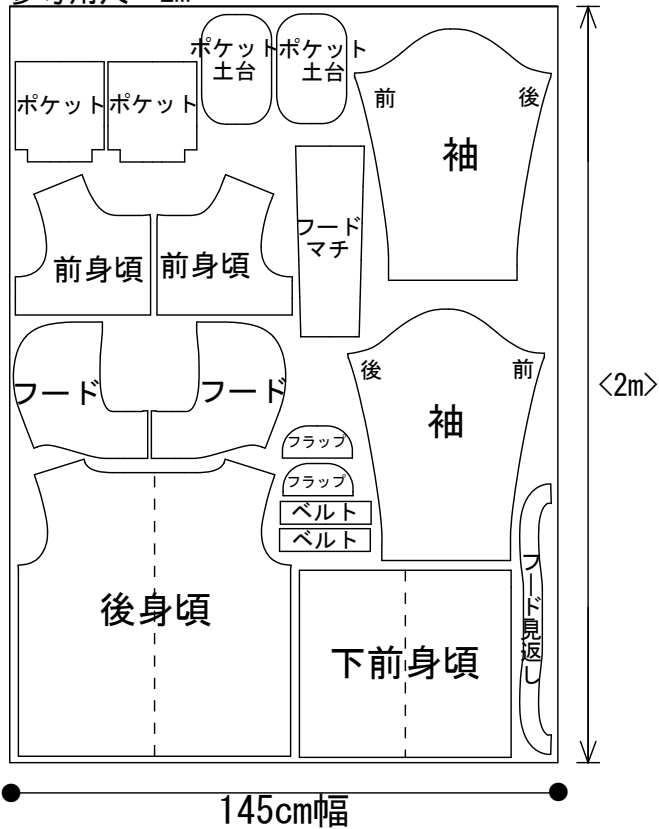 ポケット
土台
ポケット
土台
ポケット
ポケット
前
後
袖
フード
マチ
前身頃
前身頃
フード
フード
後
前
袖
<2m>
フラップ
フラップ
ベルト
ベルト
フード見返し
後身頃
下前身頃
145cm幅